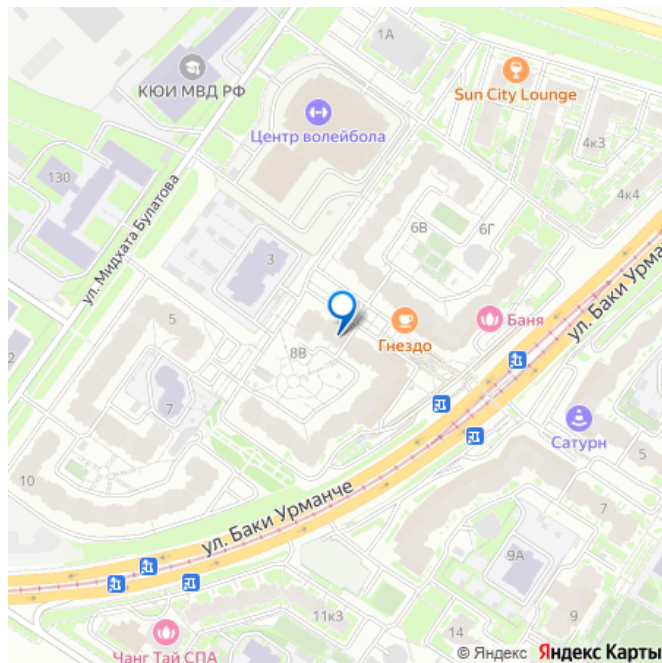 1А
КЮИ МВД РФ
Sun City Lounge
Центр волейбола
4к3
130
4к4
ул. Мидхата Булатова
6В
6Г
3
ул. Баки Урма
Баня
5
Гнездо
8В
7
2
Сатурн
5
10
7
ул. Баки Урманче
9А
11к3
9
14
Чанг Тай СПА
© Яндекс Яндекс Карты